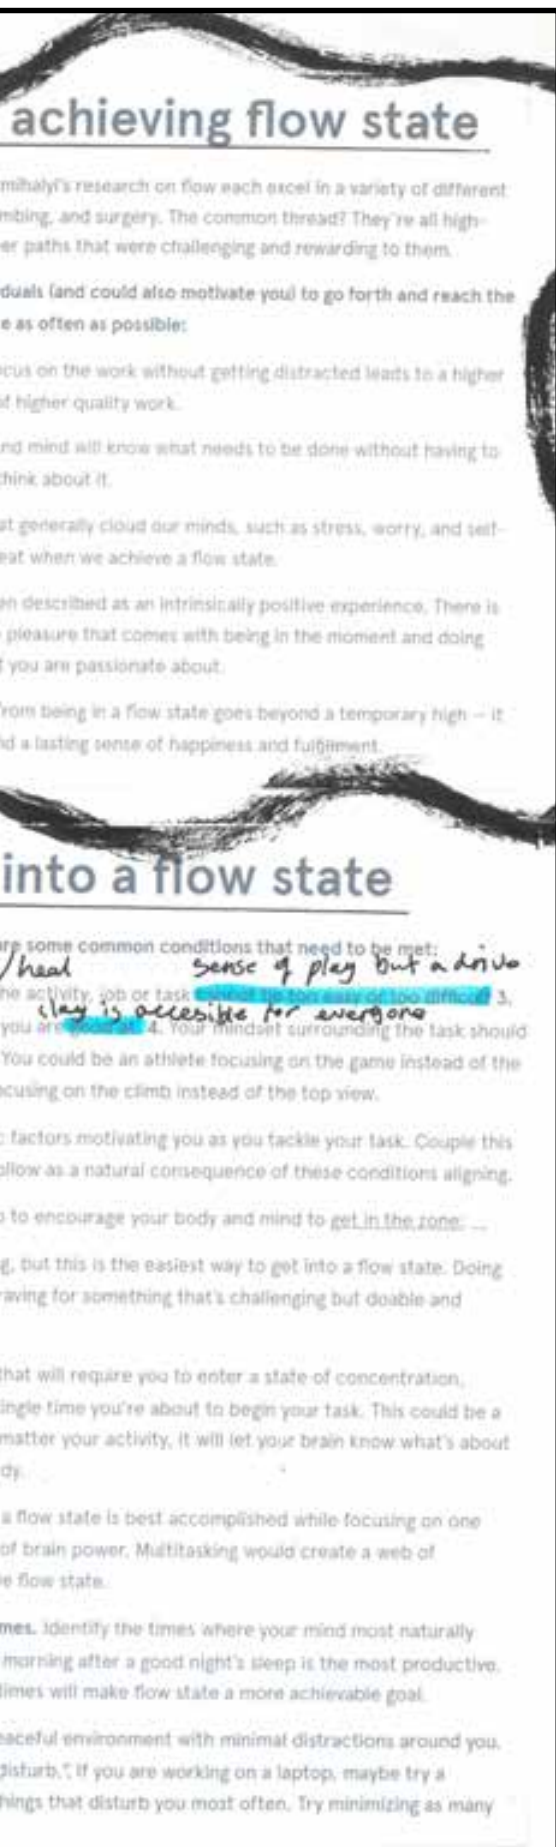 achieving flow state
mihalyi's research on flow each excel in a variety of different
mbing, and surgery. The common thread? They're all high-
er paths that were challenging and rewarding to them.
duals (and could also motivate you) to go forth and reach the
e as often as possible:
ocus on the work without getting distracted leads to a higher
of higher quality work.
nd mind will know what needs to be done without having to
think about it.
at generally cloud our minds, such as stress, worry, and self-
eat when we achieve a flow state.
en described as an intrinsically positive experience. There is
pleasure that comes with being in the moment and doing
t you are passionate about.
from being in a flow state goes beyond a temporary high — it
nd a lasting sense of happiness and fulfillment.
into a flow state
are some common conditions that need to be met:
/heal sense of play but a drive
he activity, job or task cannot be too easy or too difficult 3.
clay is accesible for everyone
you are good at. 4. Your mindset surrounding the task should
You could be an athlete focusing on the game instead of the
ocusing on the climb instead of the top view.
c factors motivating you as you tackle your task. Couple this
ollow as a natural consequence of these conditions aligning.
o to encourage your body and mind to get in the zone: ...
g, but this is the easiest way to get into a flow state. Doing
raving for something that's challenging but doable and
that will require you to enter a state of concentration,
ingle time you're about to begin your task. This could be a
matter your activity, it will let your brain know what's about
dy.
a flow state is best accomplished while focusing on one
of brain power. Multitasking would create a web of
e flow state.
mes. Identify the times where your mind most naturally
morning after a good night's sleep is the most productive.
times will make flow state a more achievable goal.
eaceful environment with minimal distractions around you.
disturb.". If you are working on a laptop, maybe try a
hings that disturb you most often. Try minimizing as many